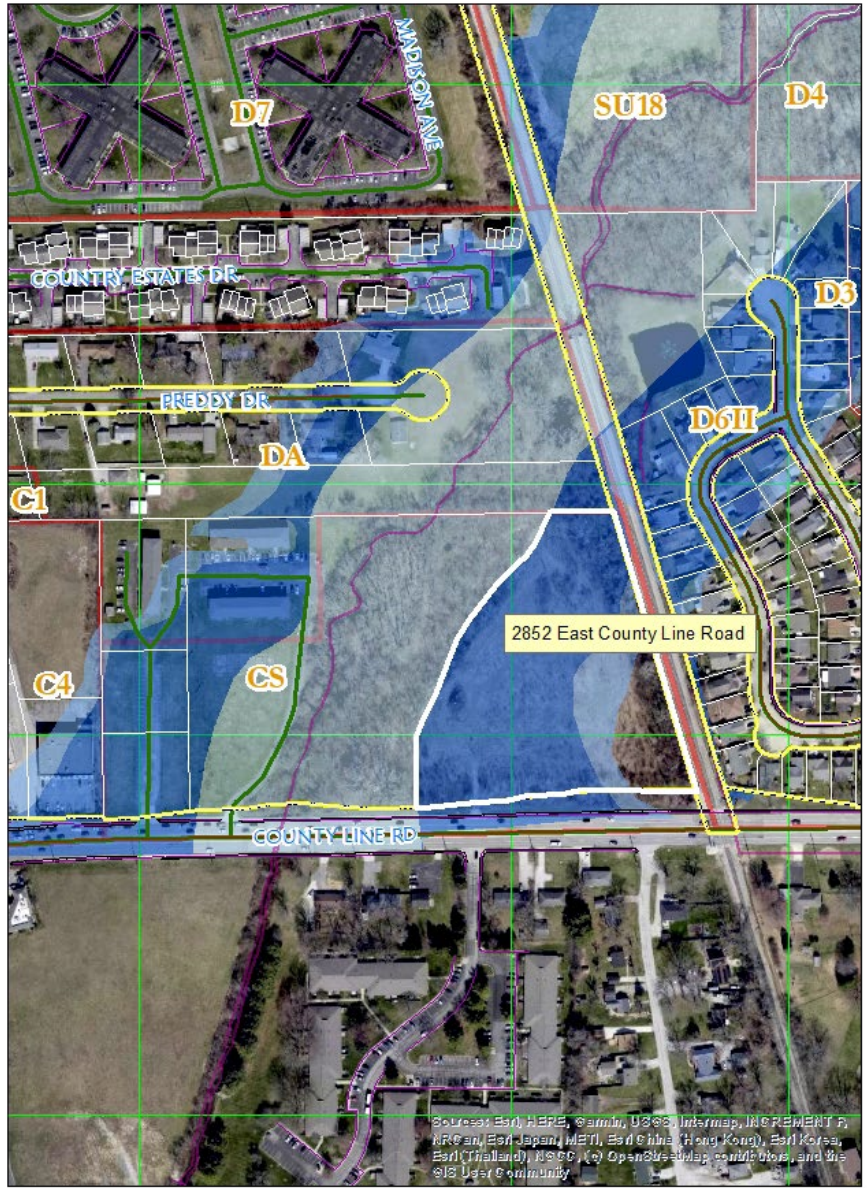 MADISON AVE
D7
SU18
D4
COUNTRY ESTATES DR
D3
PREDDY DR
D6II
DA
C1
2852 East County Line Road
CS
C4
COUNTY LINE RD
Sources: Esri, HERE, Garmin, USGS, Intermap, INCREMENT P,
NRCan, Esri Japan, METI, Esri China (Hong Kong), Esri Korea,
Esri (Thailand), NGCC, (c) OpenStreetMap contributors, and the
GIS User Community